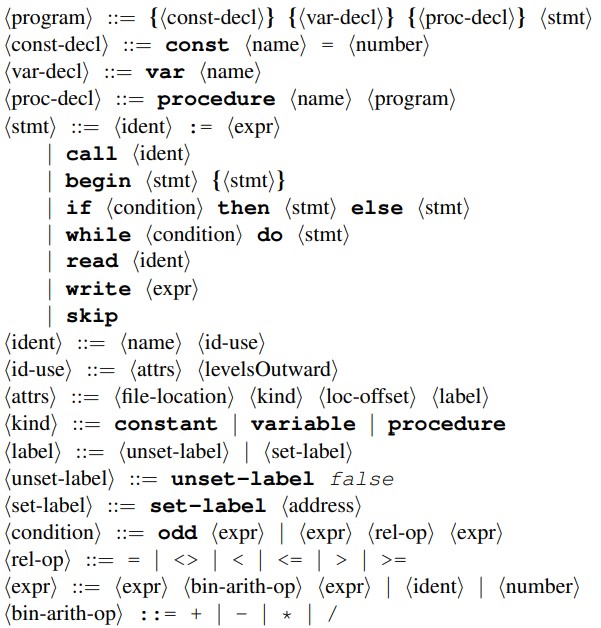 ⟨program⟩ ::= {⟨const-decl⟩} {⟨var-decl⟩} {⟨proc-decl⟩} ⟨stmt⟩
⟨const-decl⟩ ::= const ⟨name⟩ = ⟨number⟩
⟨var-decl⟩ ::= var ⟨name⟩
⟨proc-decl⟩ ::= procedure ⟨name⟩ ⟨program⟩
⟨stmt⟩ ::= ⟨ident⟩ := ⟨expr⟩
| call ⟨ident⟩
| begin ⟨stmt⟩ {⟨stmt⟩}
| if ⟨condition⟩ then ⟨stmt⟩ else ⟨stmt⟩
| while ⟨condition⟩ do ⟨stmt⟩
| read ⟨ident⟩
| write ⟨expr⟩
| skip
⟨ident⟩ ::= ⟨name⟩ ⟨id-use⟩
⟨id-use⟩ ::= ⟨attrs⟩ ⟨levelsOutward⟩
⟨attrs⟩ ::= ⟨file-location⟩ ⟨kind⟩ ⟨loc-offset⟩ ⟨label⟩
⟨kind⟩ ::= constant | variable | procedure
⟨label⟩ ::= ⟨unset-label⟩ | ⟨set-label⟩
⟨unset-label⟩ ::= unset-label false
⟨set-label⟩ ::= set-label ⟨address⟩
⟨condition⟩ ::= odd ⟨expr⟩ | ⟨expr⟩ ⟨rel-op⟩ ⟨expr⟩
⟨rel-op⟩ ::= = | <> | < | <= | > | >=
⟨expr⟩ ::= ⟨expr⟩ ⟨bin-arith-op⟩ ⟨expr⟩ | ⟨ident⟩ | ⟨number⟩
⟨bin-arith-op⟩ ::= + | - | * | /